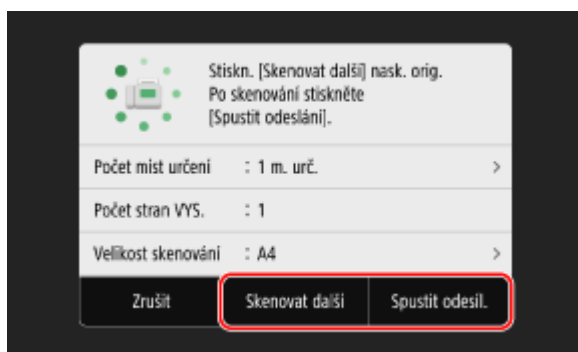 Stiskn. [Skenovat další] nask. orig.
Po skenování stiskněte
[Spustit odeslání].
Počet míst určení : 1 m. urč. >
Počet stran VYS. : 1
Velikost skenování : A4 >
Zrušit Skenovat další Spustit odesíl.